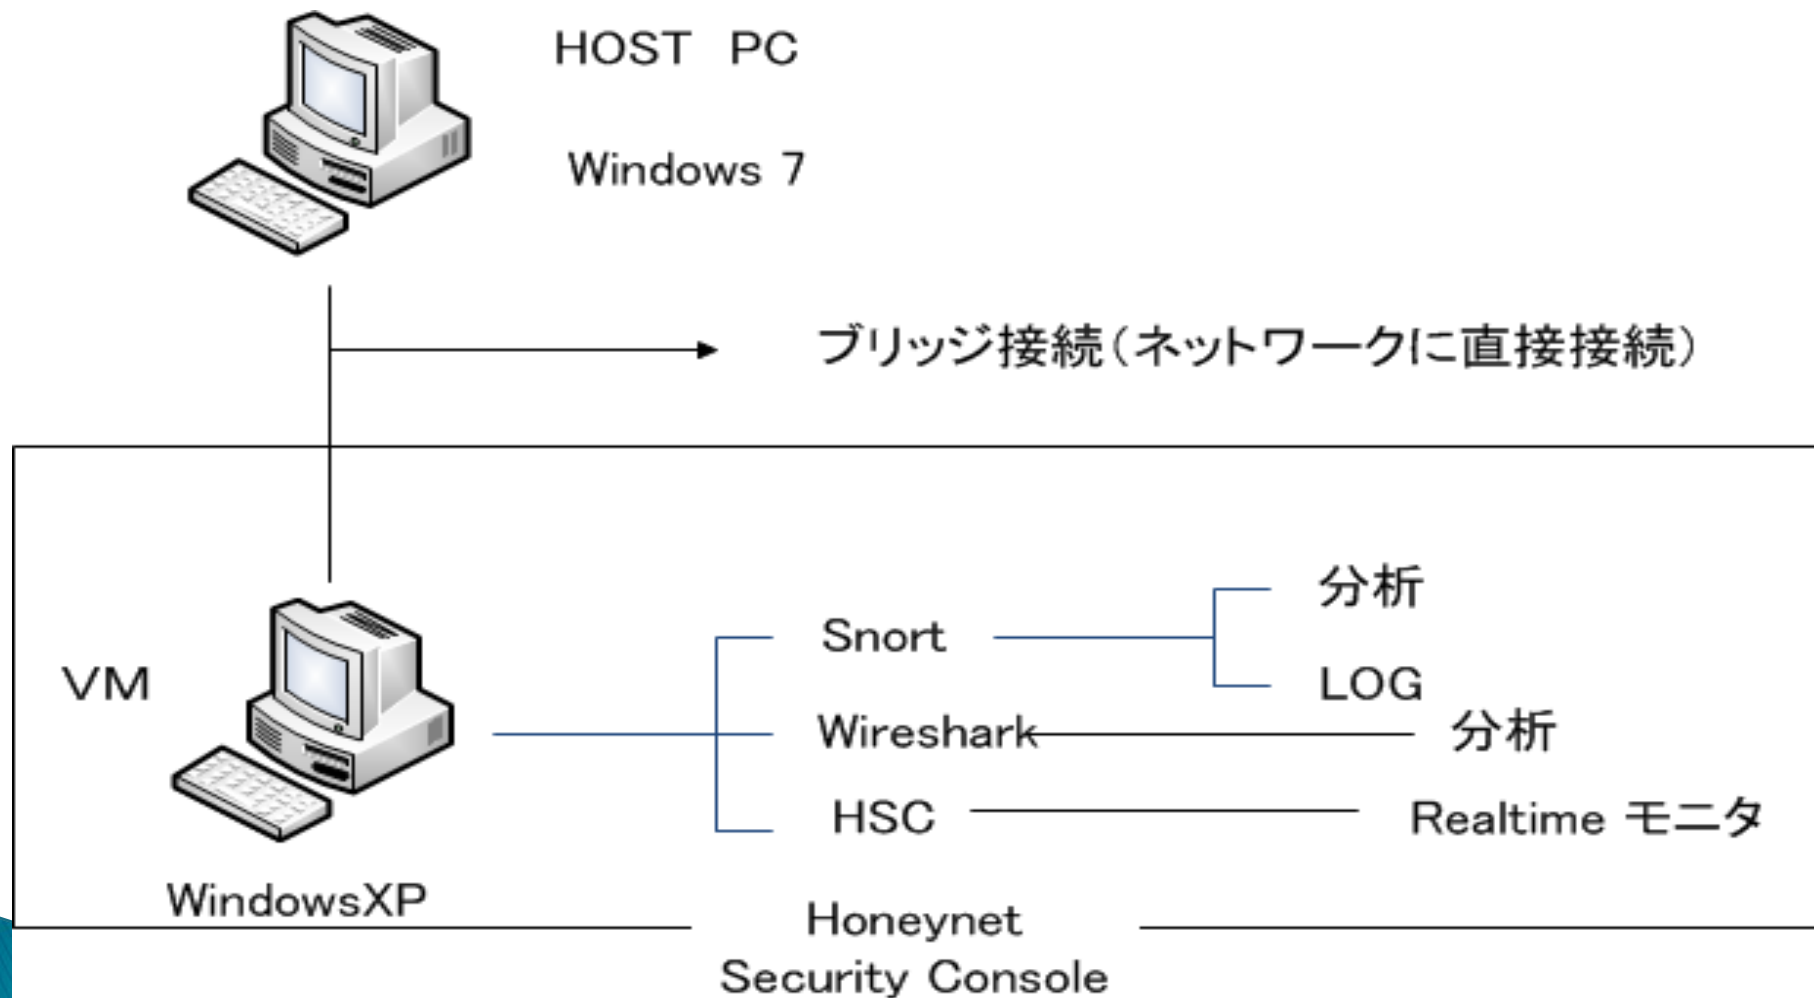 HOST PC
Windows 7
ブリッジ接続(ネットワークに直接接続)
VM
WindowsXP
Snort
分析
LOG
Wireshark
分析
HSC
Realtime モニタ
Honeynet
Security Console